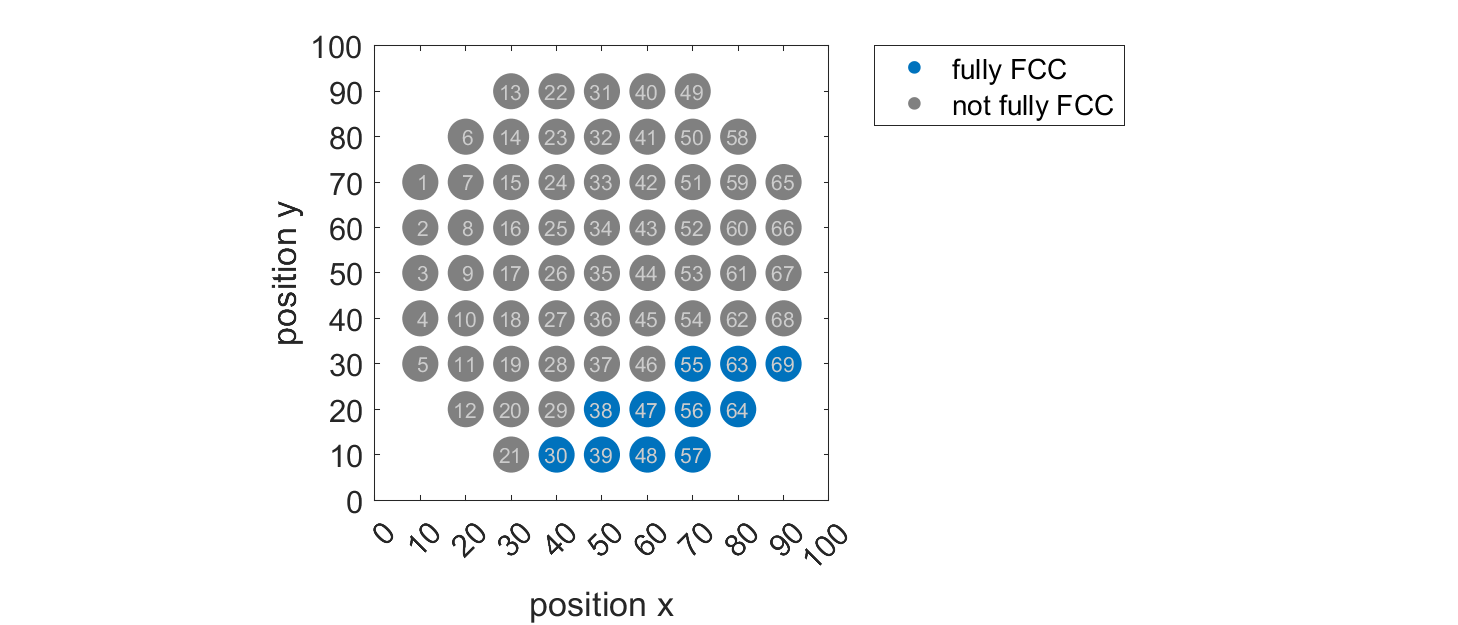 100
90
80
70
60
50
40
30
20
10
0
position y
13 22 31 40 49
6 14 23 32 41 50 58
1 7 15 24 33 42 51 59 65
2 8 16 25 34 43 52 60 66
3 9 17 26 35 44 53 61 67
4 10 18 27 36 45 54 62 68
5 11 19 28 37 46 55 63 69
12 20 29 38 47 56 64
21 30 39 48 57
0 10 20 30 40 50 60 70 80 90 100
position x
fully FCC
not fully FCC